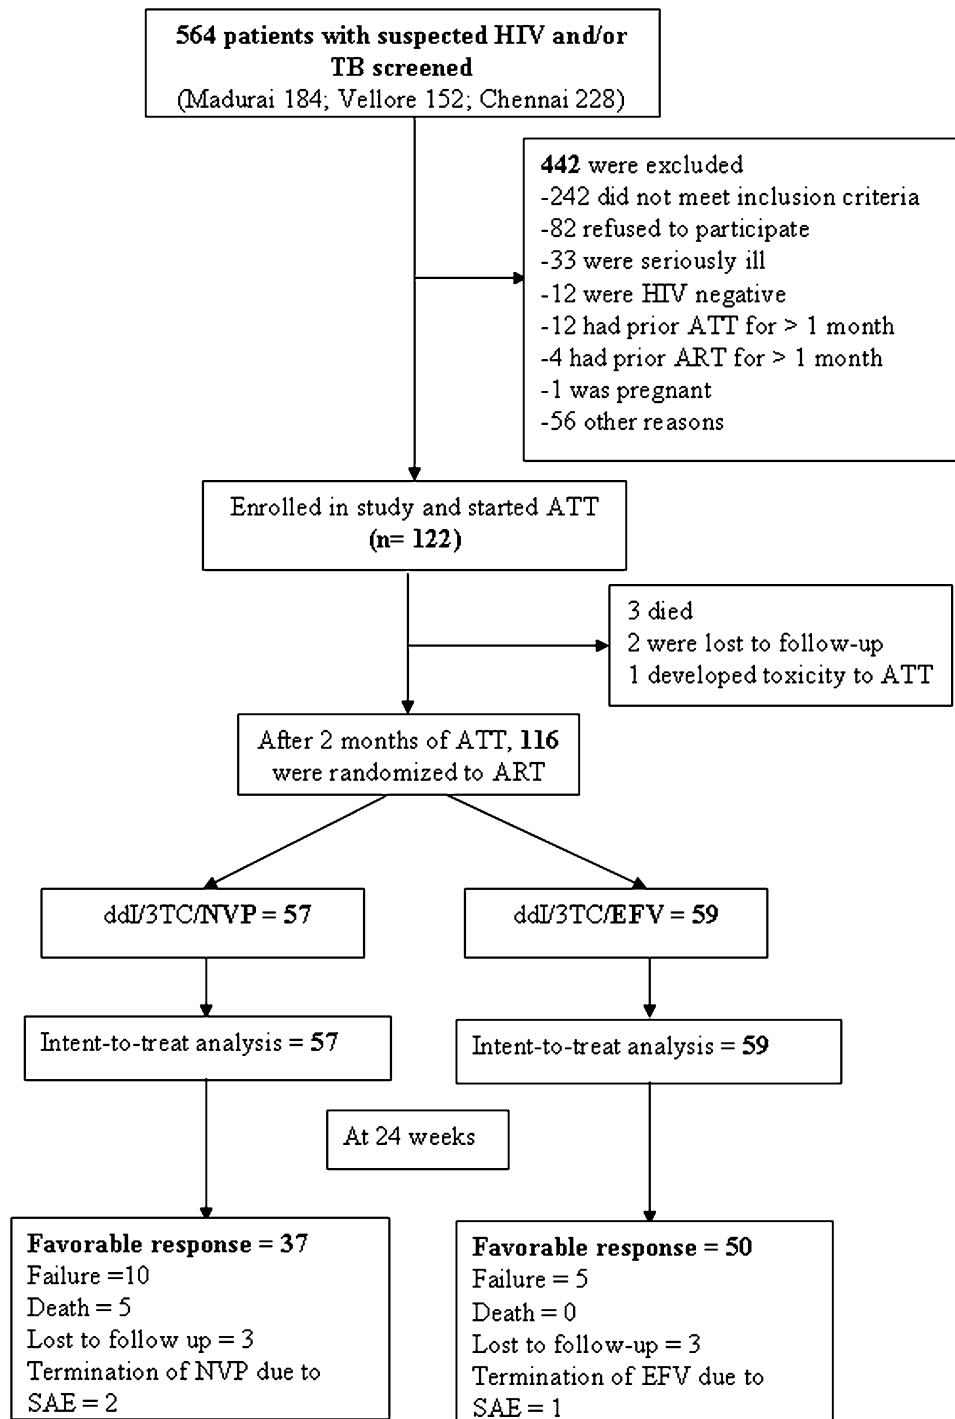 564 patients with suspected HIV and/or
TB screened
(Madurai 184; Vellore 152; Chennai 228)
442 were excluded
-242 did not meet inclusion criteria
-82 refused to participate
-33 were seriously ill
-12 were HIV negative
-12 had prior ATT for > 1 month
-4 had prior ART for > 1 month
-1 was pregnant
-56 other reasons
Enrolled in study and started ATT
(n= 122)
3 died
2 were lost to follow-up
1 developed toxicity to ATT
After 2 months of ATT, 116
were randomized to ART
ddI/3TC/NVP = 57
ddI/3TC/EFV = 59
Intent-to-treat analysis = 57
Intent-to-treat analysis = 59
At 24 weeks
Favorable response = 37
Failure =10
Death = 5
Lost to follow up = 3
Termination of NVP due to
SAE = 2
Favorable response = 50
Failure = 5
Death = 0
Lost to follow-up = 3
Termination of EFV due to
SAE = 1